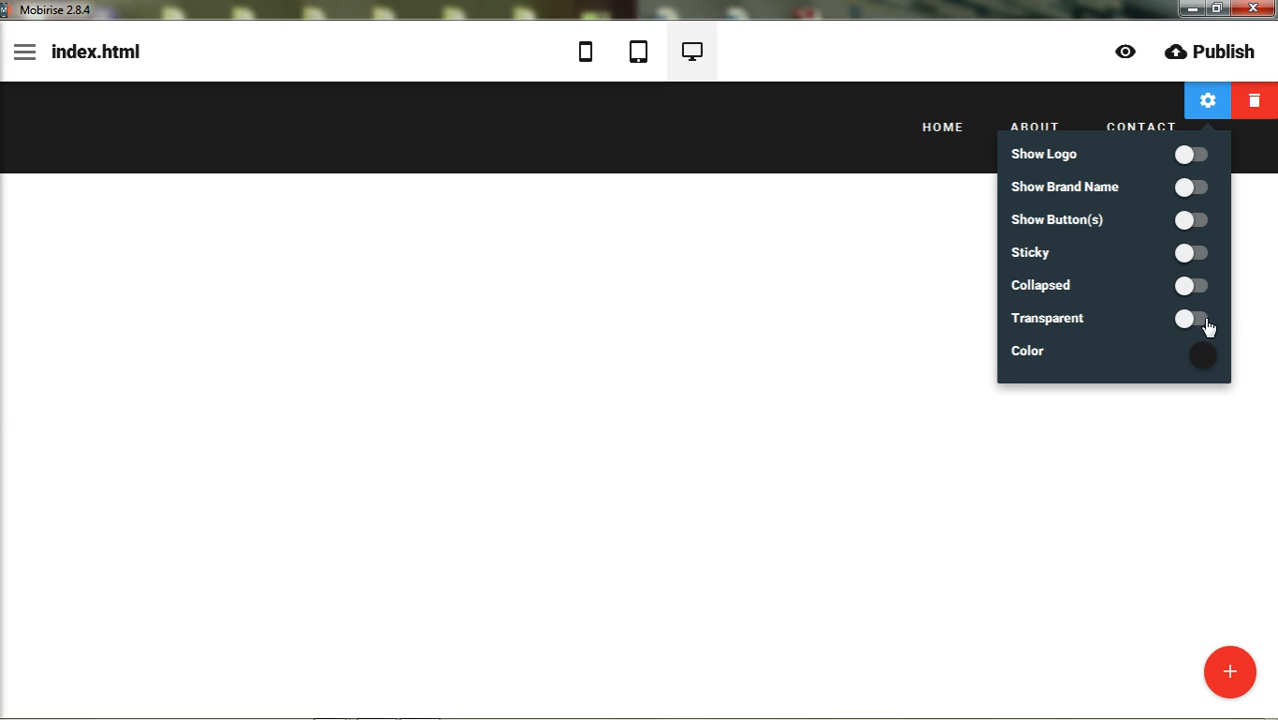 Mobirise 2.8.4
index.html
Publish
HOME ABOUT CONTACT
Show Logo
Show Brand Name
Show Button(s)
Sticky
Collapsed
Transparent
Color